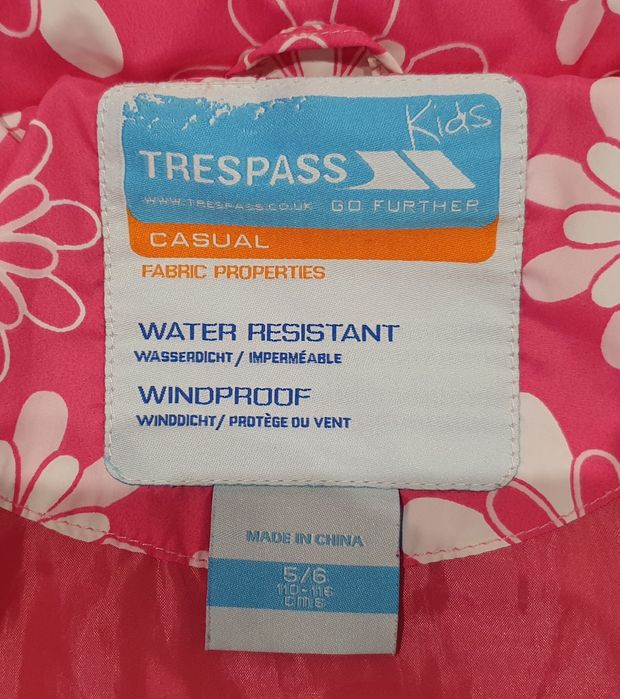 Kids
TRESPASS
WWW.TRESPASS.CO.UK GO FURTHER
CASUAL
FABRIC PROPERTIES
WATER RESISTANT
WASSERDICHT / IMPERMÉABLE
WINDPROOF
WINDDICHT/ PROTÈGE OU VENT
MADE IN CHINA
5/6
110-116
cms